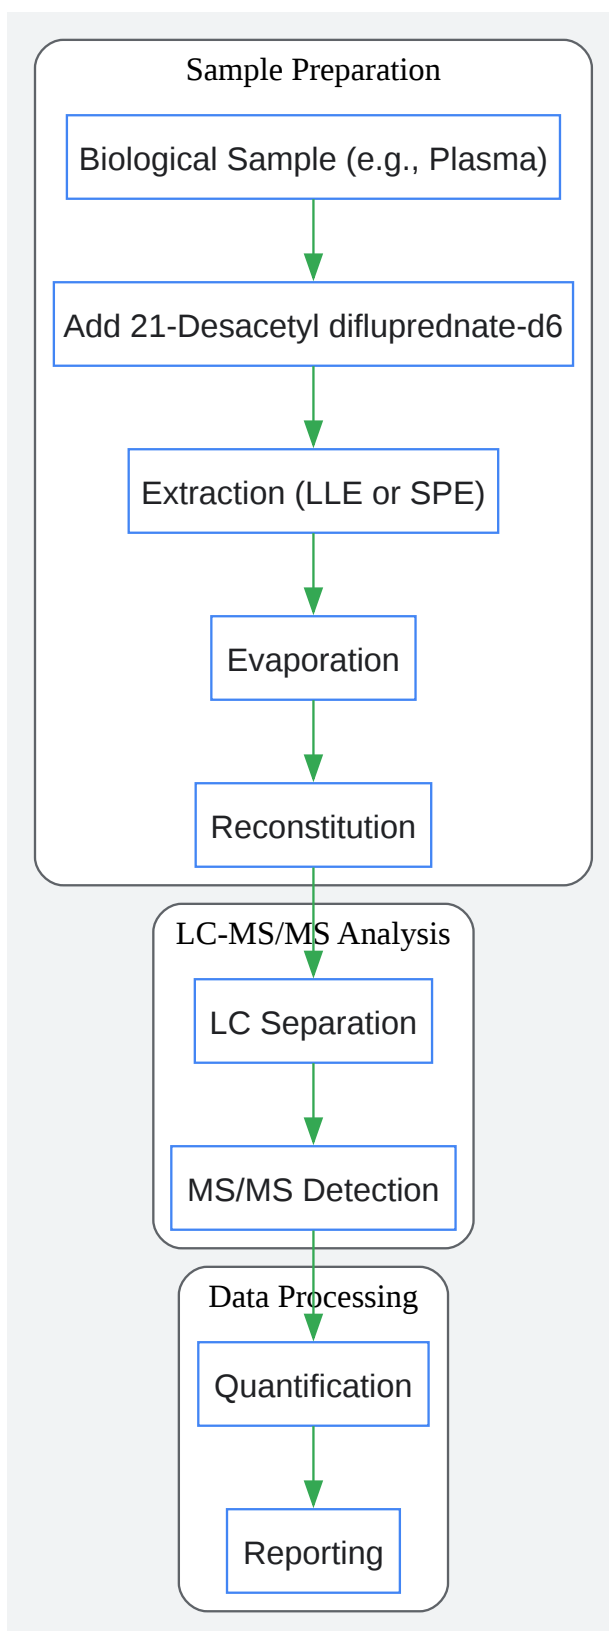 Sample Preparation
Biological Sample (e.g., Plasma)
Add 21-Desacetyl difluprednate-d6
Extraction (LLE or SPE)
Evaporation
Reconstitution
LC-MS/MS Analysis
LC Separation
MS/MS Detection
Data Processing
Quantification
Reporting